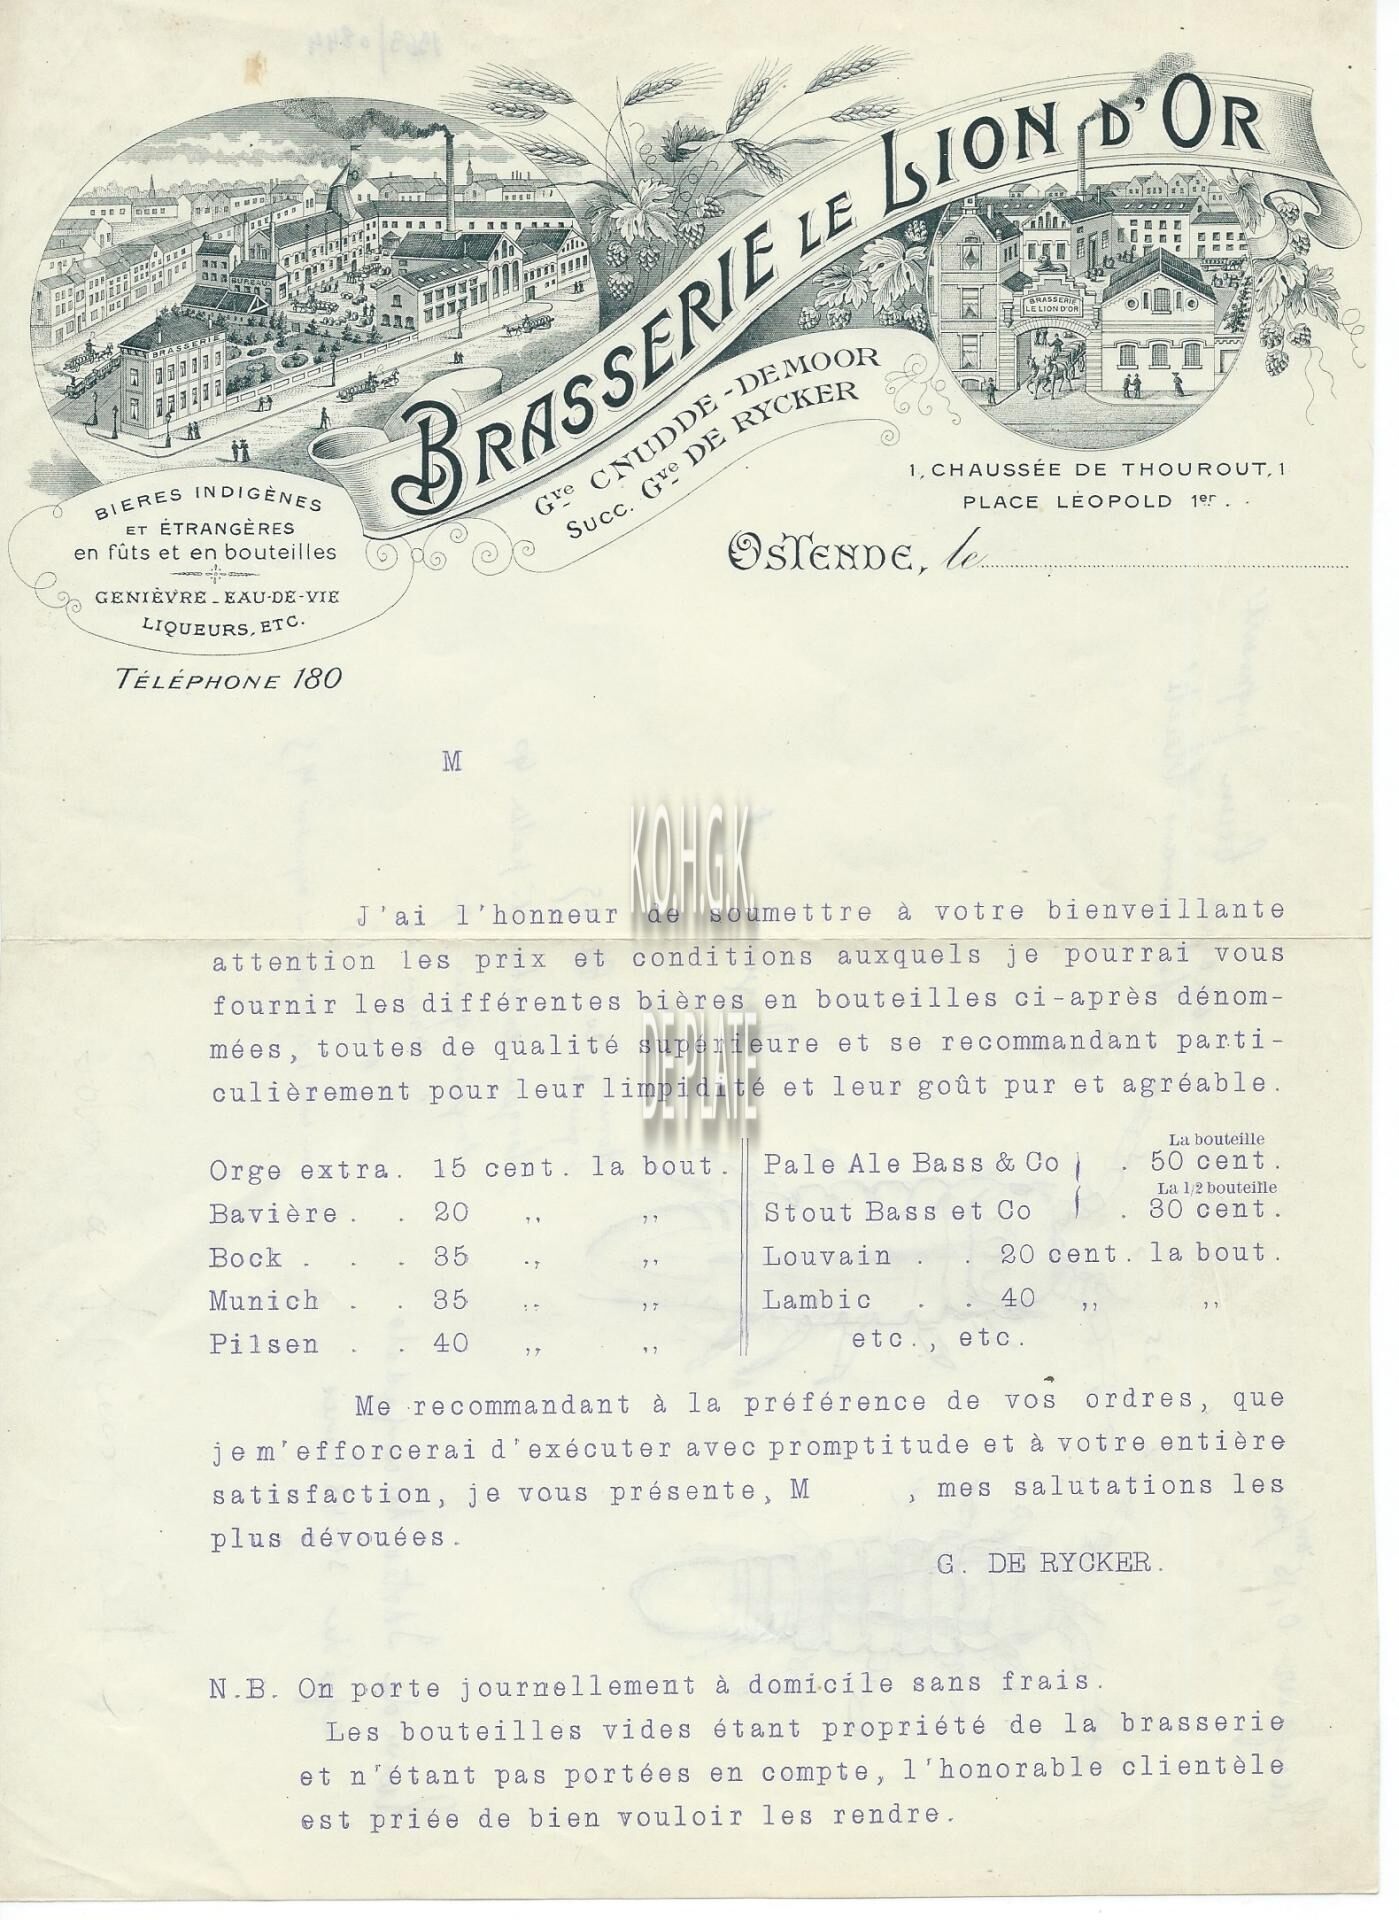 BRASSERIE LE LION D'OR
Gve CNUDDE-DEMOOR
Succ. Gve DE RYCKER
BUREAU
BRASSERIE
BRASSERIE
LE LION D'OR
1, CHAUSSÉE DE THOUROUT, 1
PLACE LÉOPOLD 1er.
OSTENDE, le
BIERES INDIGÈNES
ET ÉTRANGÈRES
en fûts et en bouteilles
GENIÈVRE - EAU-DE-VIE
LIQUEURS, ETC.
TÉLÉPHONE 180
M
K.O.H.G.K.
DE PLATE
J'ai l'honneur de soumettre à votre bienveillante
attention les prix et conditions auxquels je pourrai vous
fournir les différentes bières en bouteilles ci-après dénom-
mées, toutes de qualité supérieure et se recommandant parti-
culièrement pour leur limpidité et leur goût pur et agréable.
Orge extra. 15 cent. la bout.
Bavière . . 20 ,, ,,
Bock . . . 35 ,, ,,
Munich . . 35 ,, ,,
Pilsen . . 40 ,, ,,
La bouteille
Pale Ale Bass & Co . 50 cent.
La 1/2 bouteille
Stout Bass et Co . 30 cent.
Louvain . . 20 cent. la bout.
Lambic . . 40 ,, ,,
etc., etc.
Me recommandant à la préférence de vos ordres, que
je m'efforcerai d'exécuter avec promptitude et à votre entière
satisfaction, je vous présente, M , mes salutations les
plus dévouées.
G. DE RYCKER.
N.B. On porte journellement à domicile sans frais.
Les bouteilles vides étant propriété de la brasserie
et n'étant pas portées en compte, l'honorable clientèle
est priée de bien vouloir les rendre.